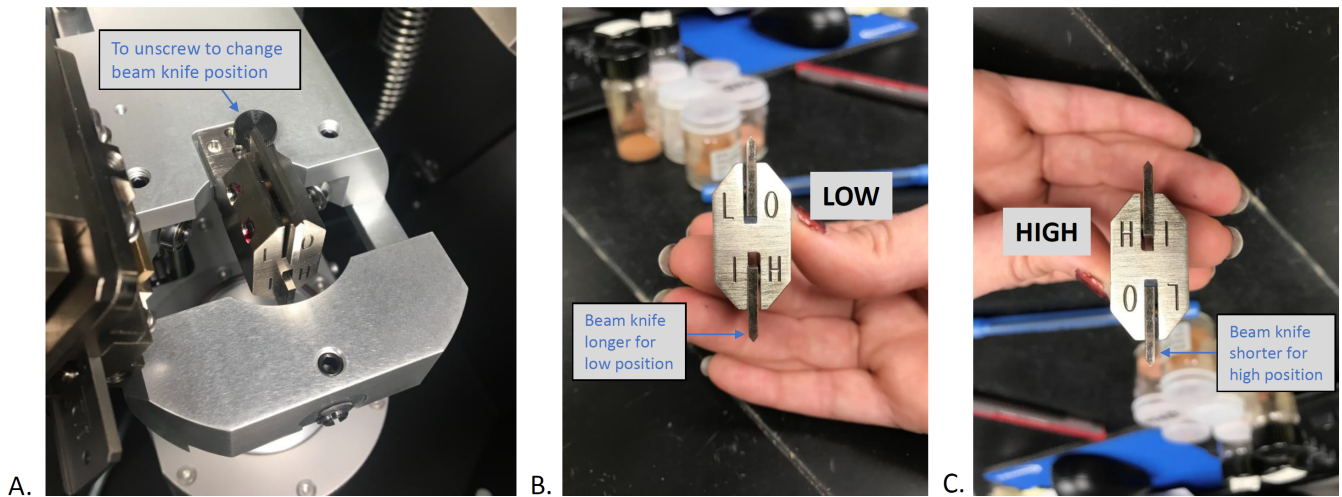 To unscrew to change
beam knife position
L O
I H
A.
LOW
L O
I H
Beam knife
longer for
low position
B.
HIGH
H I
O L
Beam knife
shorter for
high position
C.